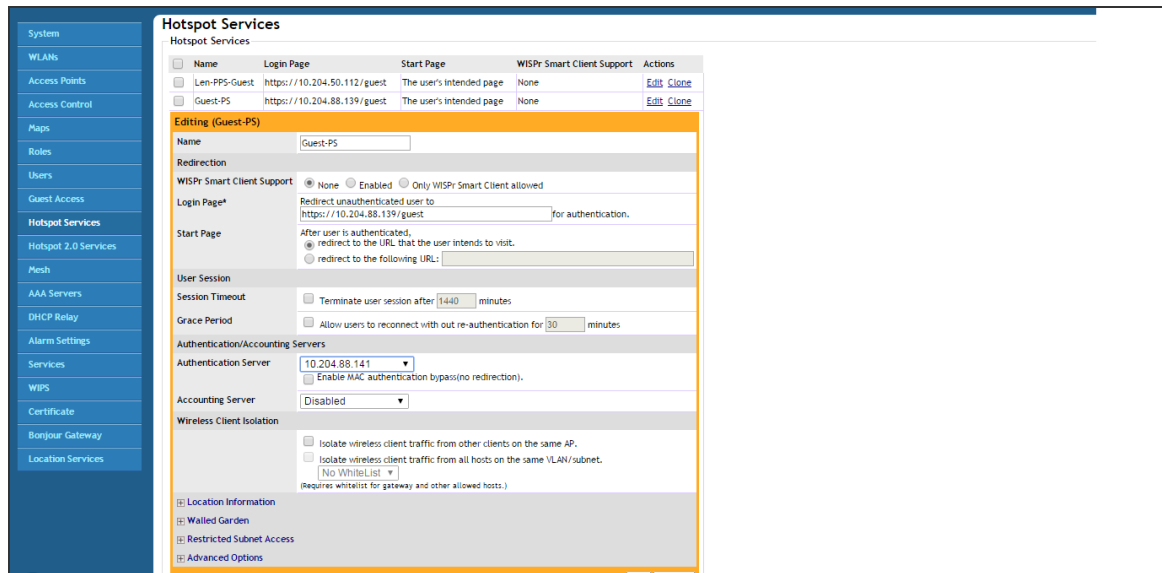 Hotspot Services
Hotspot Services
System
WLANs
Access Points
Access Control
Maps
Roles
Users
Guest Access
Hotspot Services
Hotspot 2.0 Services
Mesh
AAA Servers
DHCP Relay
Alarm Settings
Services
WIPS
Certificate
Bonjour Gateway
Location Services
Name Login Page Start Page WISPr Smart Client Support Actions
Len-PPS-Guest https://10.204.50.112/guest The user's intended page None Edit Clone
Guest-PS https://10.204.88.139/guest The user's intended page None Edit Clone
Editing (Guest-PS)
Name Guest-PS
Redirection
WISPr Smart Client Support None Enabled Only WISPr Smart Client allowed
Login Page* Redirect unauthenticated user to
https://10.204.88.139/guest for authentication.
Start Page After user is authenticated,
redirect to the URL that the user intends to visit.
redirect to the following URL:
User Session
Session Timeout Terminate user session after 1440 minutes
Grace Period Allow users to reconnect with out re-authentication for 30 minutes
Authentication/Accounting Servers
Authentication Server 10.204.88.141
Enable MAC authentication bypass(no redirection).
Accounting Server Disabled
Wireless Client Isolation
Isolate wireless client traffic from other clients on the same AP.
Isolate wireless client traffic from all hosts on the same VLAN/subnet.
No WhiteList
(Requires whitelist for gateway and other allowed hosts.)
Location Information
Walled Garden
Restricted Subnet Access
Advanced Options